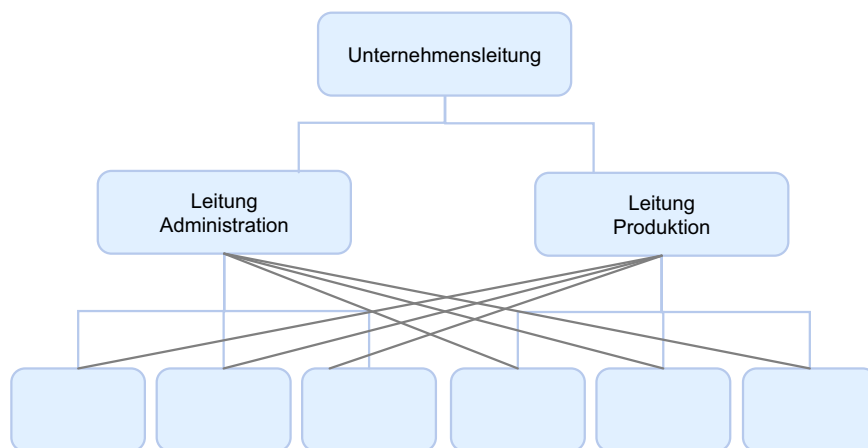 Unternehmensleitung
Leitung
Administration
Leitung
Produktion